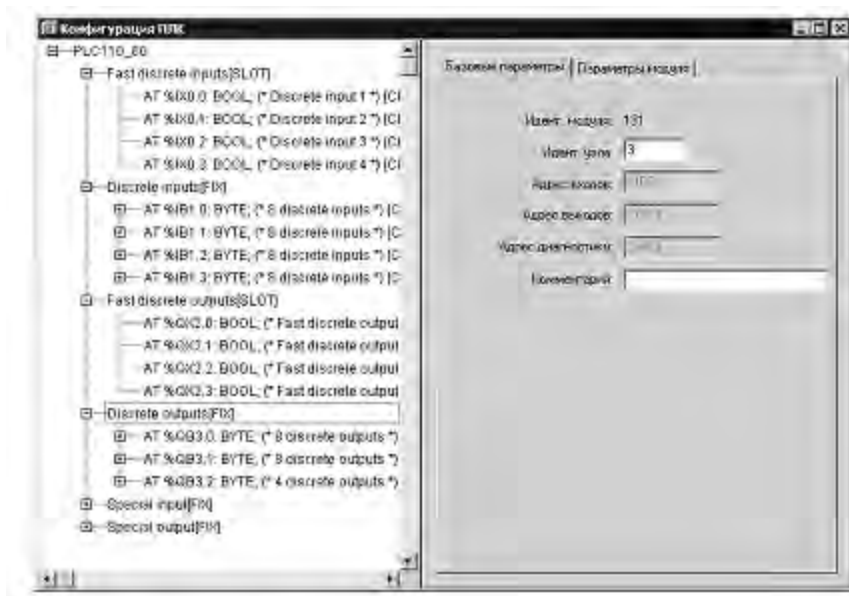 Конфигурация ПЛК
PLC110_60
Fast discrete inputs[SLOT]
AT %IX0.0: BOOL; (* Discrete input 1 *) [CI
AT %IX0.1: BOOL; (* Discrete input 2 *) [CI
AT %IX0.2: BOOL; (* Discrete input 3 *) [CI
AT %IX0.3: BOOL; (* Discrete input 4 *) [CI
Discrete inputs[FIX]
AT %IB1.0: BYTE; (* 8 discrete inputs *) [C
AT %IB1.1: BYTE; (* 8 discrete inputs *) [C
AT %IB1.2: BYTE; (* 8 discrete inputs *) [C
AT %IB1.3: BYTE; (* 8 discrete inputs *) [C
Fast discrete outputs[SLOT]
AT %QX2.0: BOOL; (* Fast discrete output
AT %QX2.1: BOOL; (* Fast discrete output
AT %QX2.2: BOOL; (* Fast discrete output
AT %QX2.3: BOOL; (* Fast discrete output
Discrete outputs[FIX]
AT %QB3.0: BYTE; (* 8 discrete outputs *)
AT %QB3.1: BYTE; (* 8 discrete outputs *)
AT %QB3.2: BYTE; (* 4 discrete outputs *)
Special input[FIX]
Special output[FIX]
Базовые параметры Параметры модуля
Идент. модуля: 131
Идент. узла: 3
Адрес входов:
Адрес выходов:
Адрес диагностики:
Комментарий: